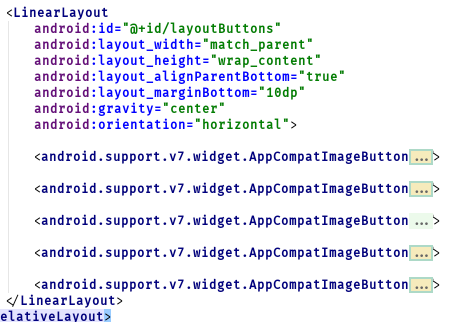 <LinearLayout
android:id="@+id/layoutButtons"
android:layout_width="match_parent"
android:layout_height="wrap_content"
android:layout_alignParentBottom="true"
android:layout_marginBottom="10dp"
android:gravity="center"
android:orientation="horizontal">
<android.support.v7.widget.AppCompatImageButton...>
<android.support.v7.widget.AppCompatImageButton...>
<android.support.v7.widget.AppCompatImageButton...>
<android.support.v7.widget.AppCompatImageButton...>
<android.support.v7.widget.AppCompatImageButton...>
</LinearLayout>
elativeLayout>